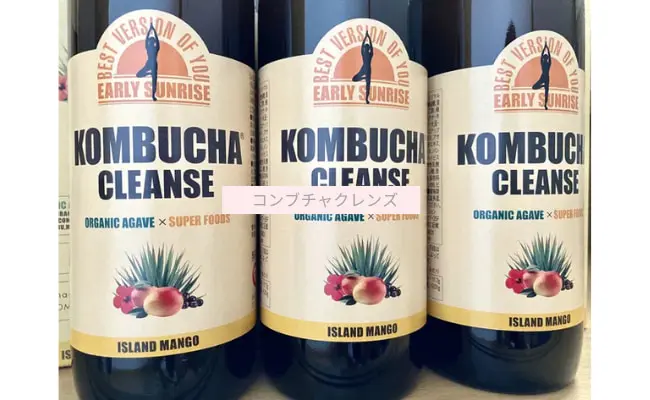 BEST VERSION OF YOU
EARLY SUNRISE
KOMBUCHA®
CLEANSE
ORGANIC AGAVE × SUPER FOODS
ISLAND MANGO
BEST VERSION OF YOU
EARLY SUNRISE
KOMBUCHA
CLEANSE
ORGANIC AGAVE × SUPER FOODS
ISLAND MANGO
BEST VERSION OF YOU
EARLY SUNRISE
KOMBUCHA
CLEANSE
ORGANIC AGAVE × SUPER FOODS
ISLAND MANGO
コンブチャクレンズ